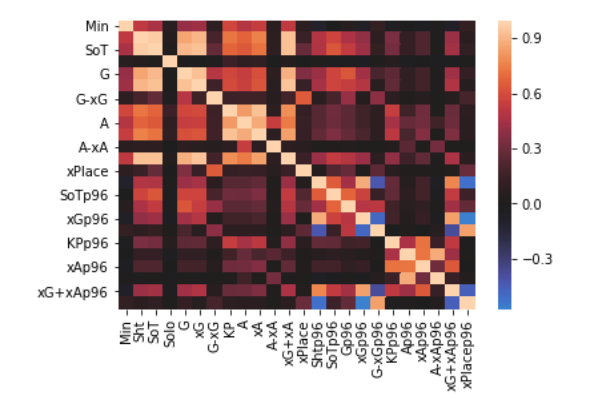 Min
SoT
G
G-xG
A
A-xA
xPlace
SoTp96
xGp96
KPp96
xAp96
xG+xAp96
0.9
0.6
0.3
0.0
−0.3
Min
Sht
SoT
Solo
G
xG
G-xG
KP
A
xA
A-xA
xG+xA
xPlace
Shtp96
SoTp96
Gp96
xGp96
G-xGp96
KPp96
Ap96
xAp96
A-xAp96
xG+xAp96
xPlacep96